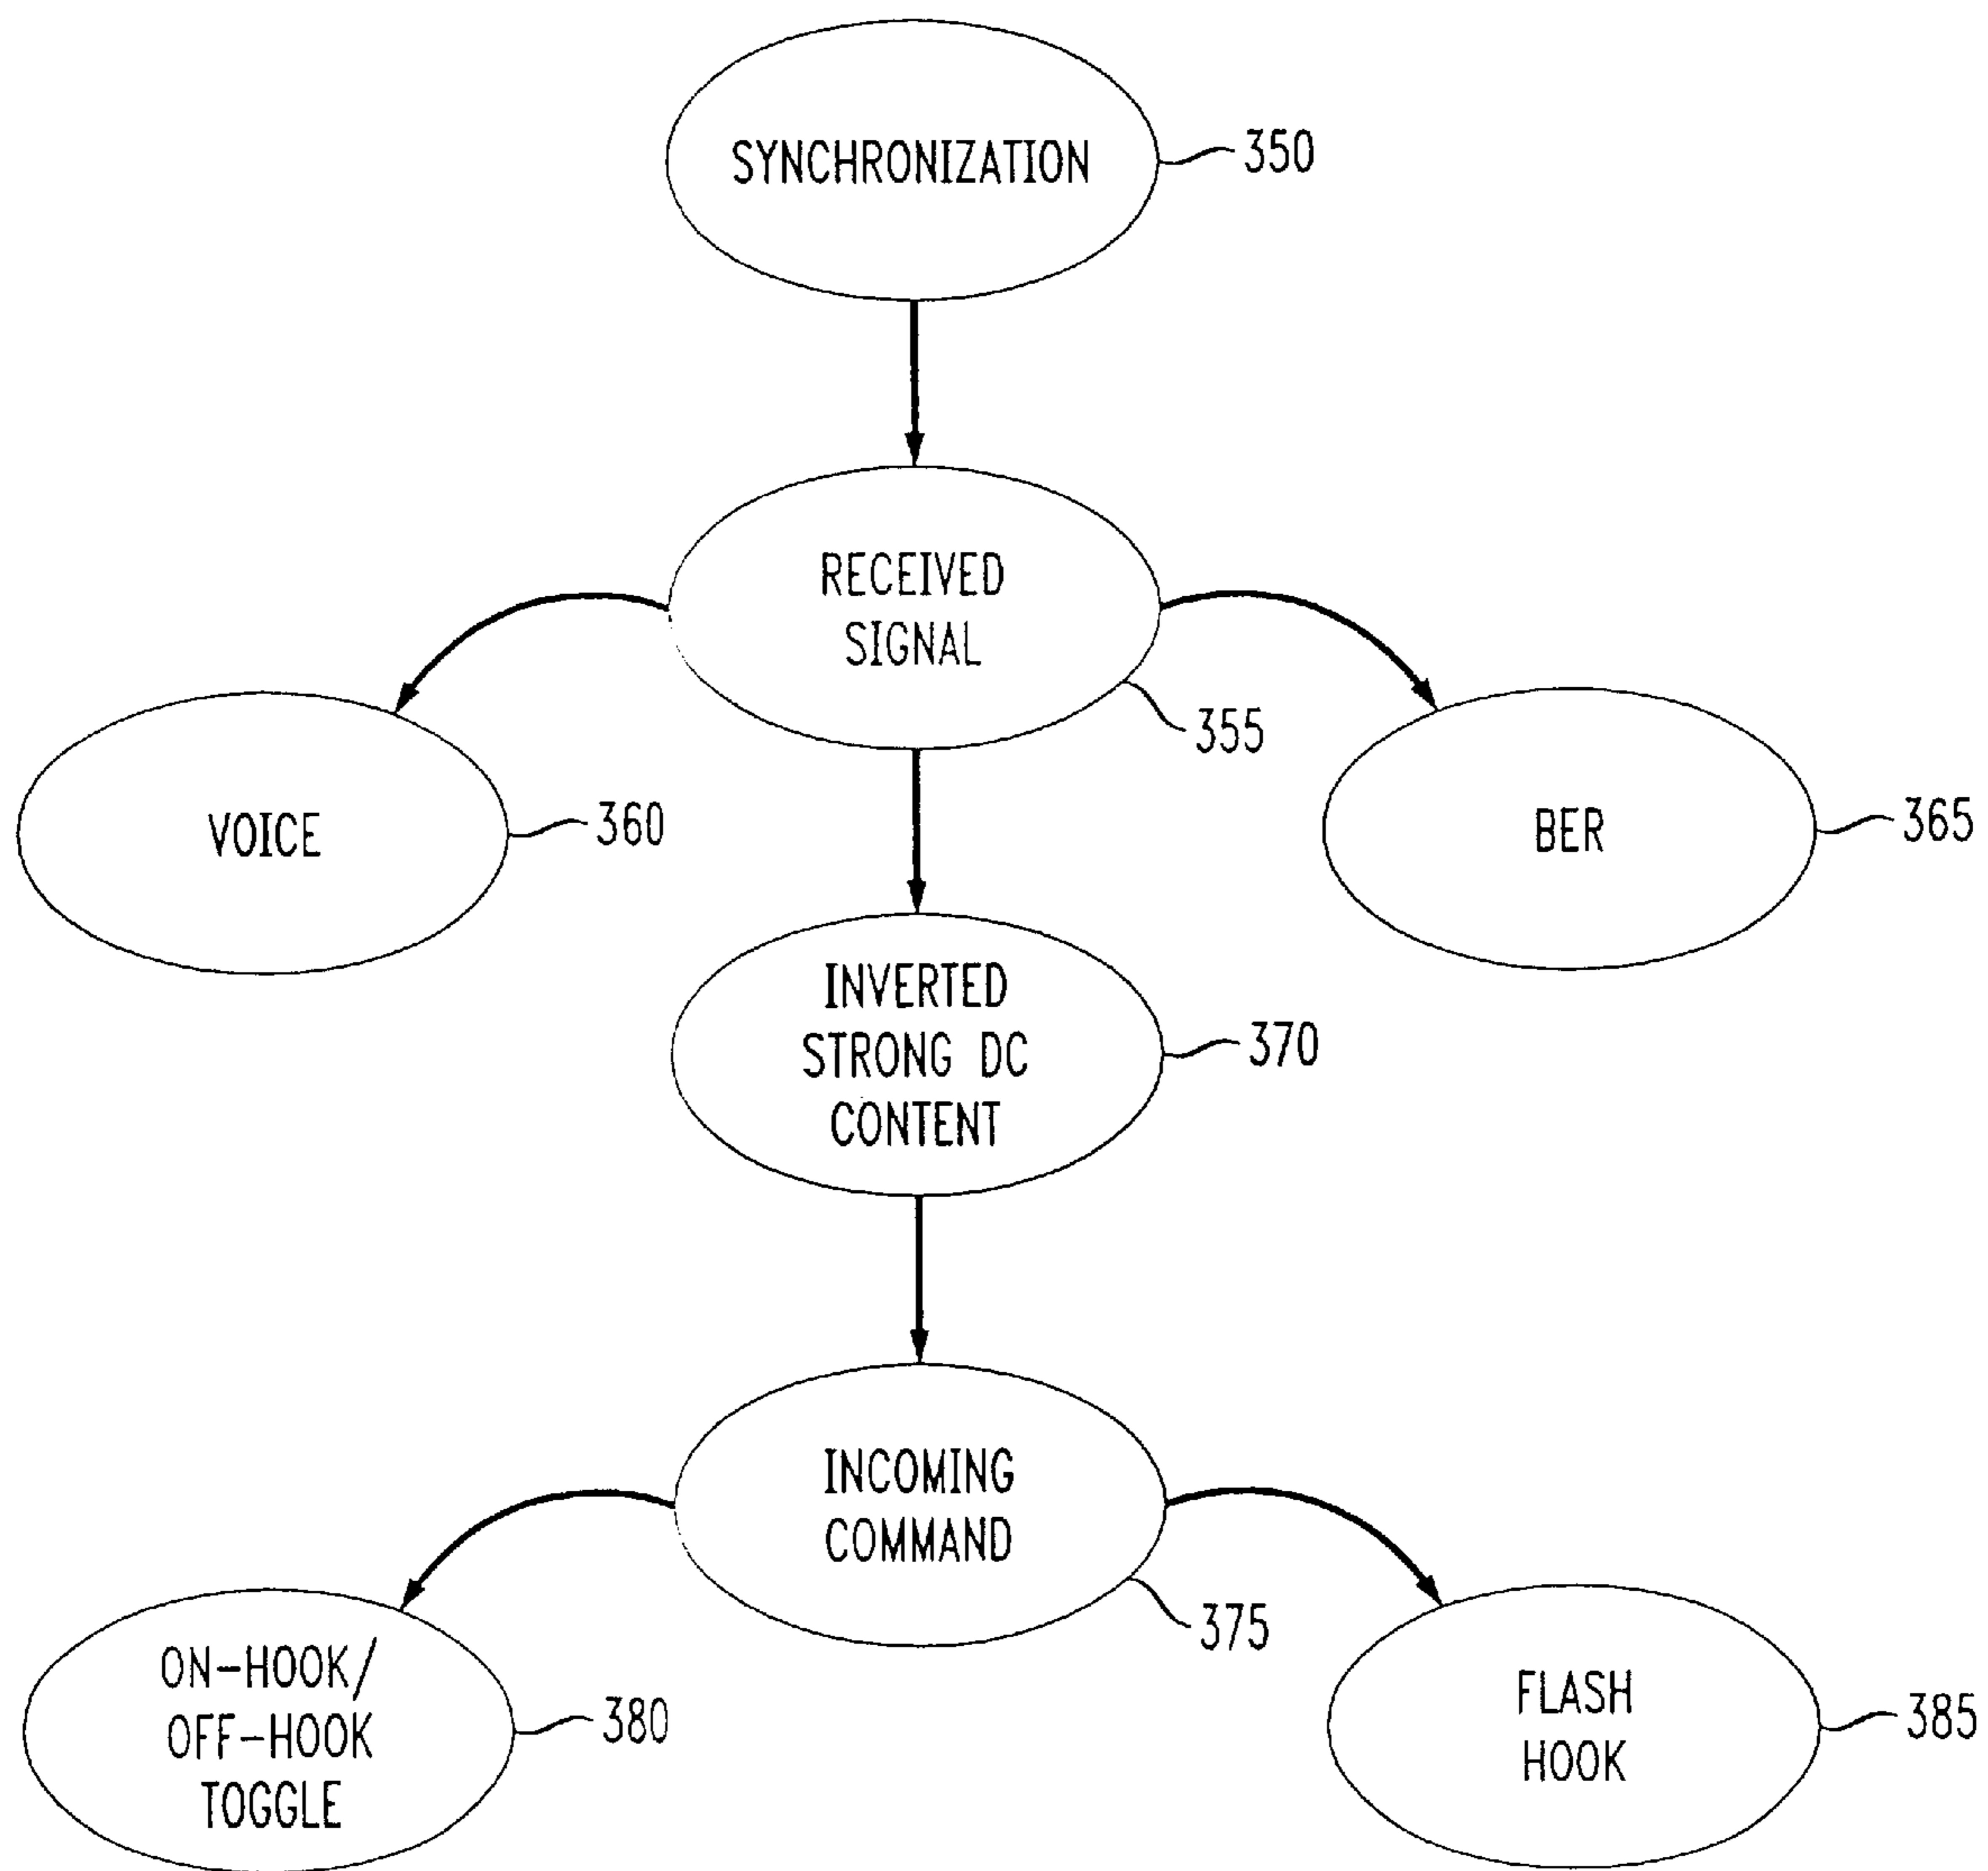 SYNCHRONIZATION
350
RECEIVED
SIGNAL
355
VOICE
360
BER
365
INVERTED
STRONG DC
CONTENT
370
INCOMING
COMMAND
375
ON-HOOK/
OFF-HOOK
TOGGLE
380
FLASH
HOOK
385